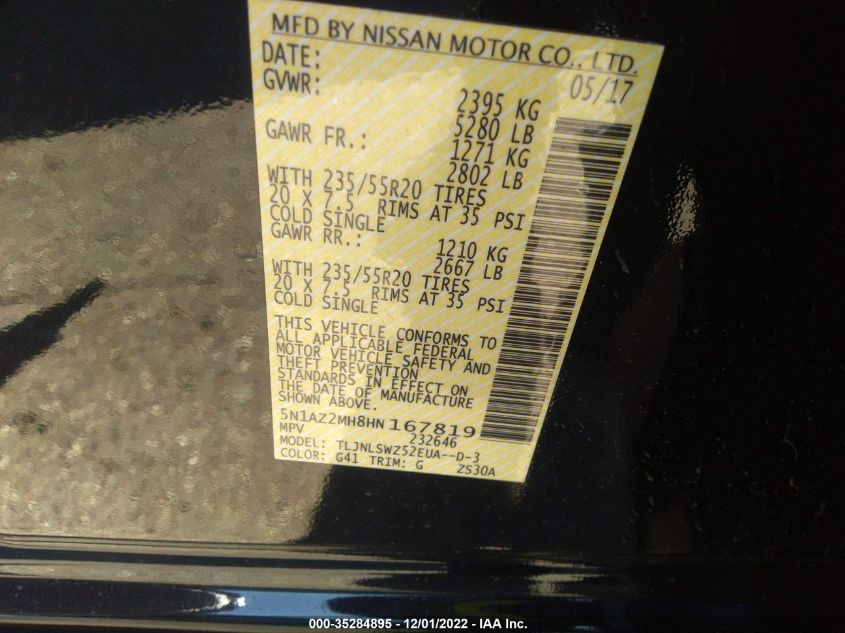 MFD BY NISSAN MOTOR CO., LTD.
DATE: 05/17
GVWR: 2395 KG
5280 LB
GAWR FR.: 1271 KG
2802 LB
WITH 235/55R20 TIRES
20 X 7.5 RIMS AT 35 PSI
COLD SINGLE
GAWR RR.: 1210 KG
2667 LB
WITH 235/55R20 TIRES
20 X 7.5 RIMS AT 35 PSI
COLD SINGLE
THIS VEHICLE CONFORMS TO
ALL APPLICABLE FEDERAL
MOTOR VEHICLE SAFETY AND
THEFT PREVENTION
STANDARDS IN EFFECT ON
THE DATE OF MANUFACTURE
SHOWN ABOVE.
5N1AZ2MH8HN167819
MPV 232646
MODEL: TLJNLSWZ52EUA--D-3
COLOR: G41 TRIM: G ZS30A
000-35284895 - 12/01/2022 - IAA Inc.